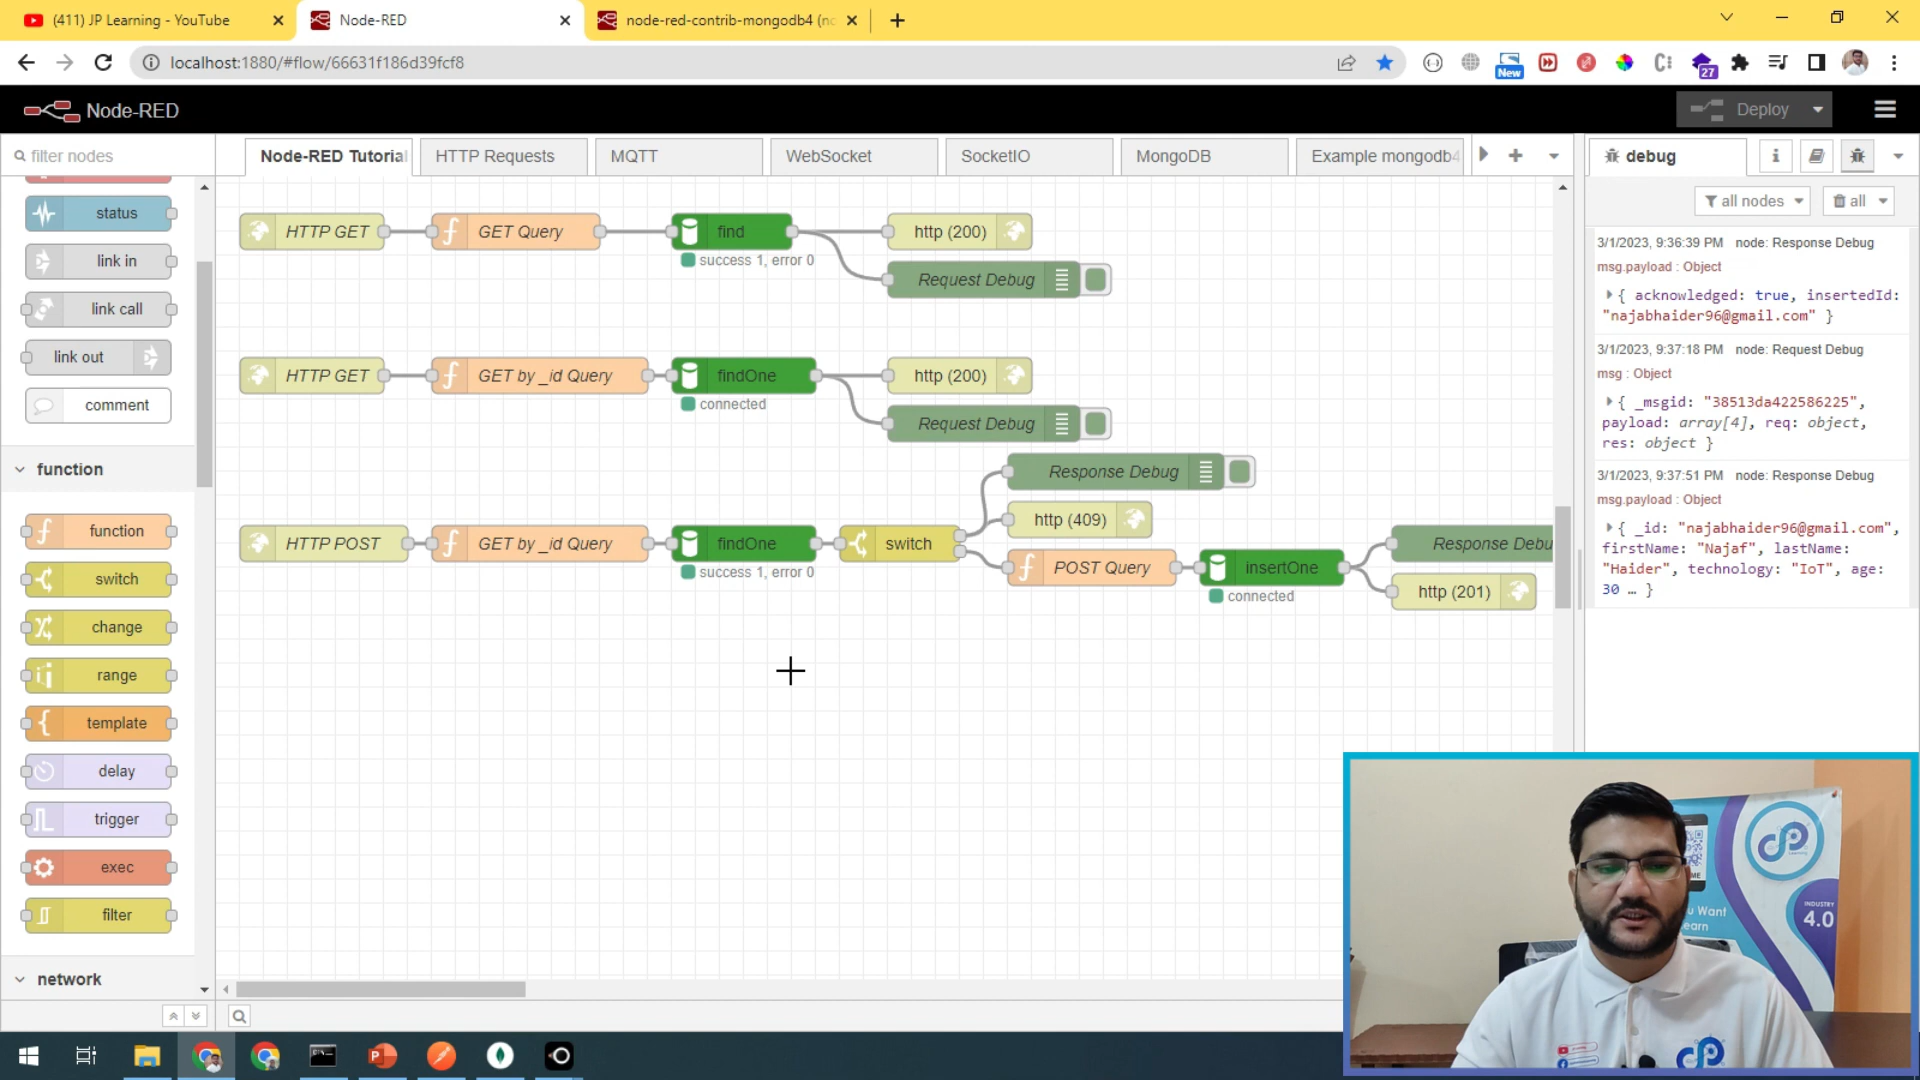 (411) JP Learning - YouTube
Node-RED
node-red-contrib-mongodb4 (no
localhost:1880/#flow/66631f186d39fcf8
New
27
Node-RED
Deploy
filter nodes
Node-RED Tutorial
HTTP Requests
MQTT
WebSocket
SocketIO
MongoDB
Example mongodb4
debug
all nodes
all
status
link in
link call
link out
comment
function
function
switch
change
range
template
delay
trigger
exec
filter
network
HTTP GET
GET Query
find
success 1, error 0
http (200)
Request Debug
HTTP GET
GET by _id Query
findOne
connected
http (200)
Request Debug
HTTP POST
GET by _id Query
findOne
success 1, error 0
switch
Response Debug
http (409)
POST Query
insertOne
connected
Response Debu
http (201)
3/1/2023, 9:36:39 PM node: Response Debug
msg.payload : Object
{ acknowledged: true, insertedId:
"najabhaider96@gmail.com" }
3/1/2023, 9:37:18 PM node: Request Debug
msg : Object
{ _msgid: "38513da422586225",
payload: array[4], req: object,
res: object }
3/1/2023, 9:37:51 PM node: Response Debug
msg.payload : Object
{ _id: "najabhaider96@gmail.com",
firstName: "Najaf", lastName:
"Haider", technology: "IoT", age:
30 … }
ME
u Want
earn
INDUSTRY
4.0